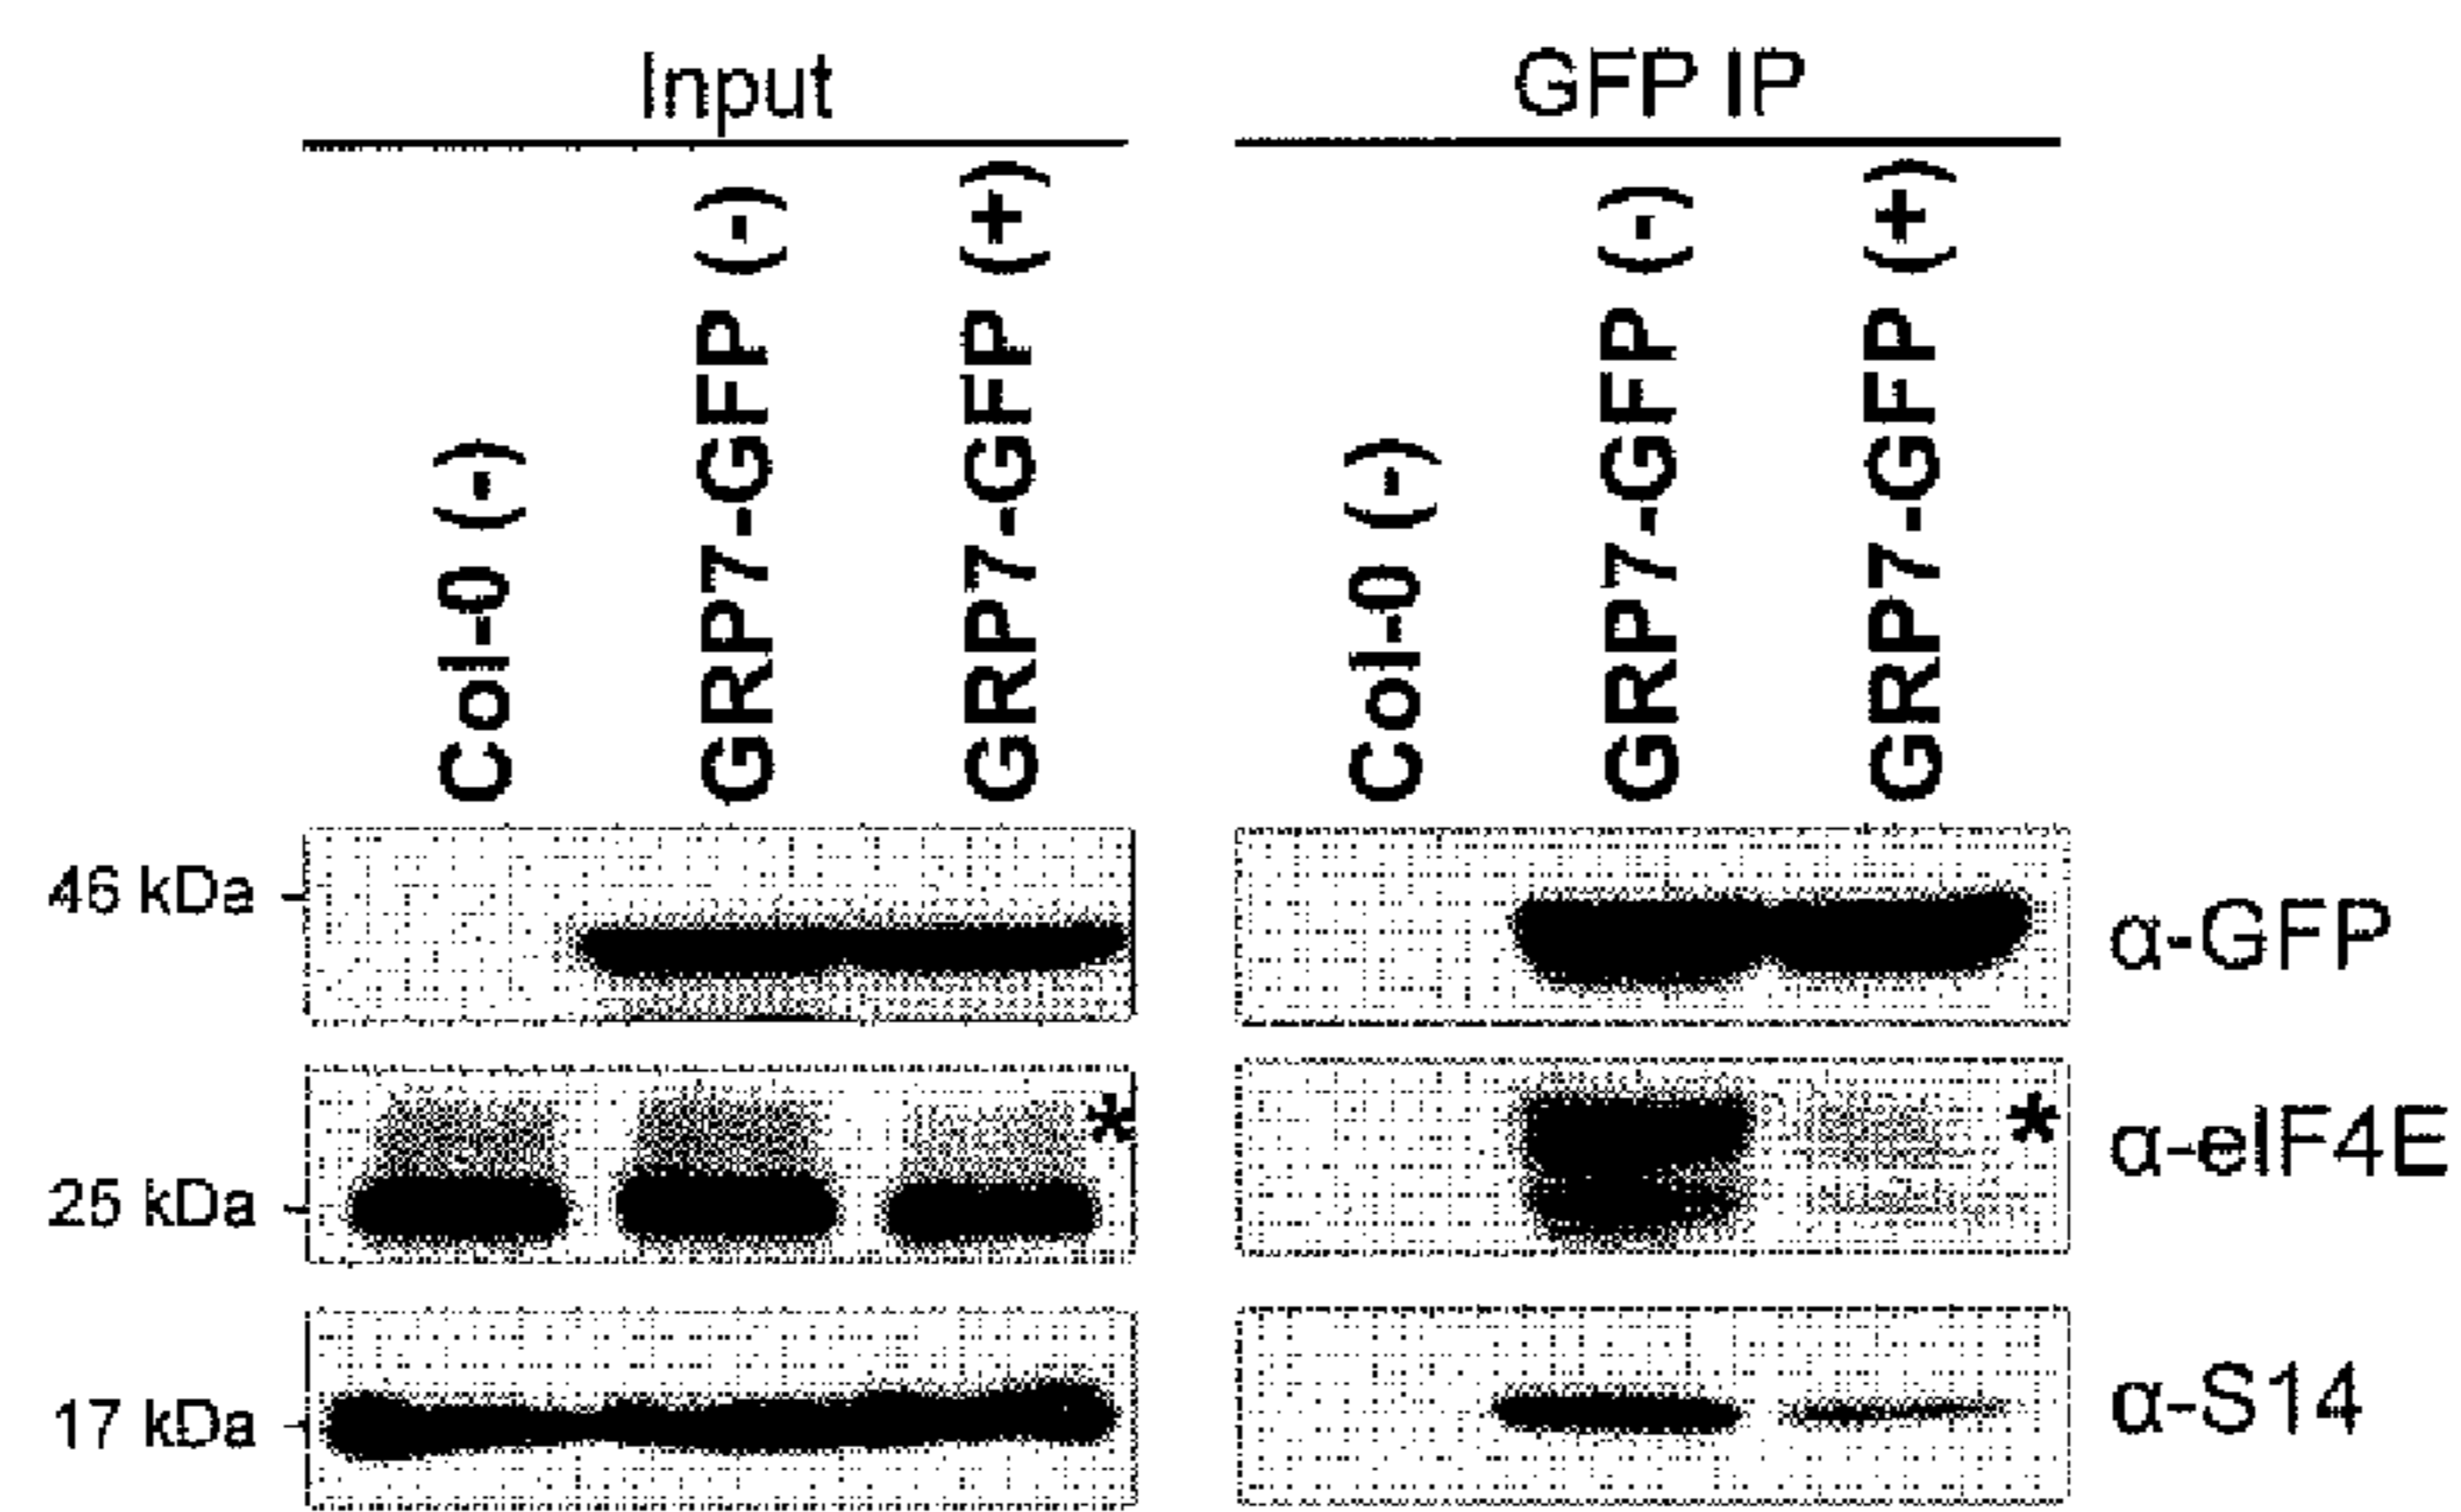 Input
GFP IP
Col-0 (-)
GRP7-GFP (-)
GRP7-GFP (+)
Col-0 (-)
GRP7-GFP (-)
GRP7-GFP (+)
46 kDa
α-GFP
*
*
α-eIF4E
25 kDa
17 kDa
α-S14